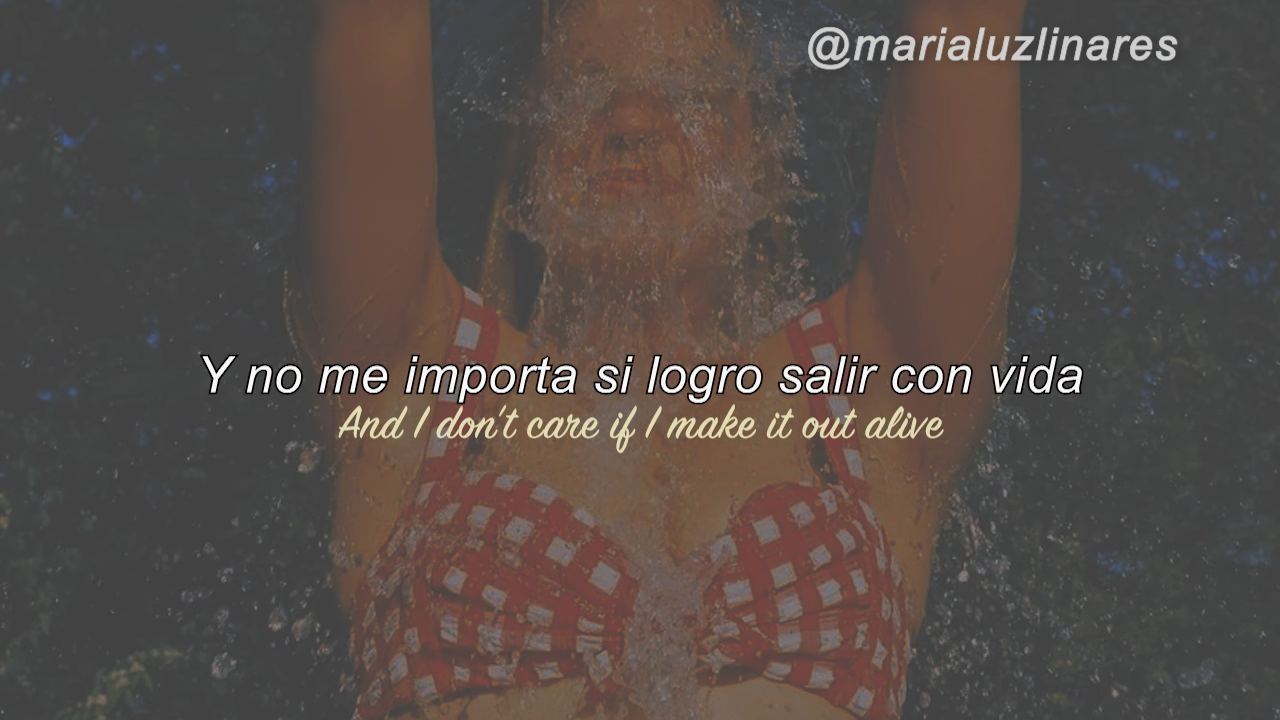 @marialuzlinares
Y no me importa si logro salir con vida
And I don't care if I make it out alive